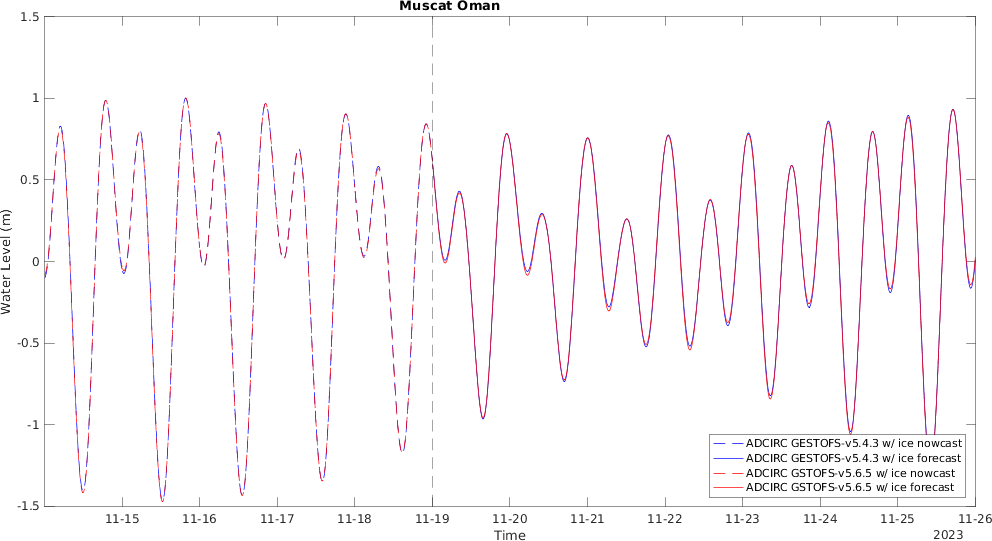 Muscat Oman
1.5
1
0.5
0
-0.5
-1
-1.5
Water Level (m)
11-15 11-16 11-17 11-18 11-19 11-20 11-21 11-22 11-23 11-24 11-25 11-26
Time
2023
ADCIRC GESTOFS-v5.4.3 w/ ice nowcast
ADCIRC GESTOFS-v5.4.3 w/ ice forecast
ADCIRC GSTOFS-v5.6.5 w/ ice nowcast
ADCIRC GSTOFS-v5.6.5 w/ ice forecast